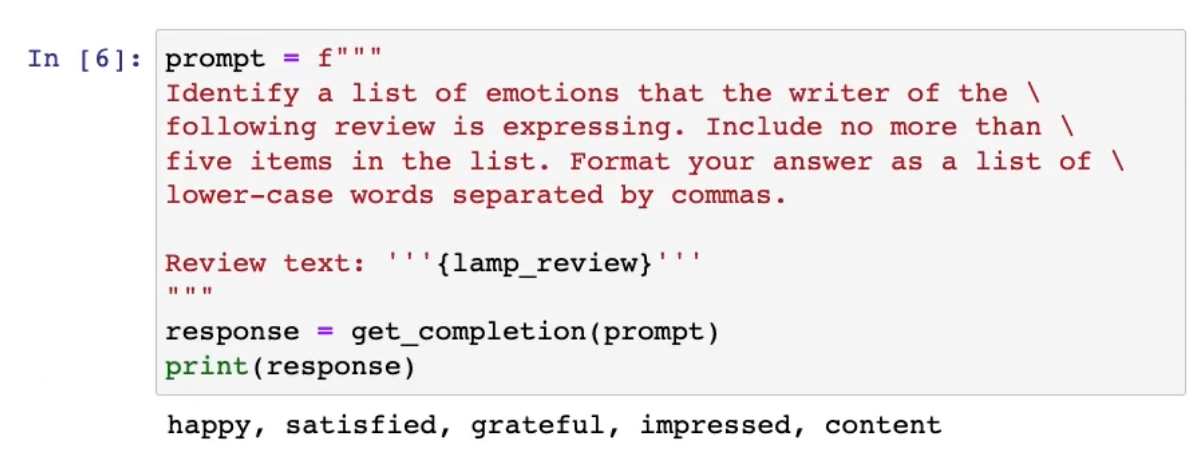 In [6]: prompt = f"""
Identify a list of emotions that the writer of the \
following review is expressing. Include no more than \
five items in the list. Format your answer as a list of \
lower-case words separated by commas.
Review text: '''{lamp_review}'''
"""
response = get_completion(prompt)
print(response)
happy, satisfied, grateful, impressed, content